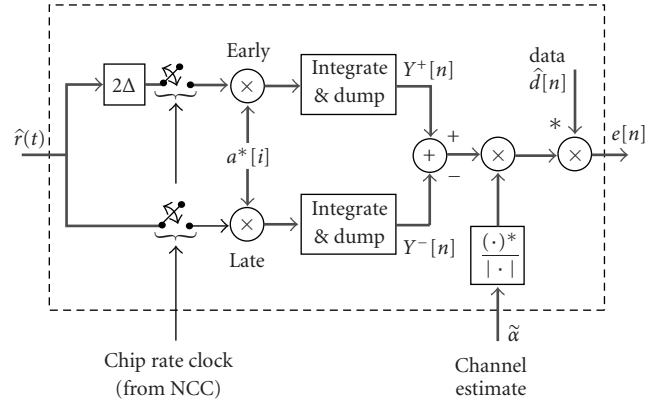 Early
2Δ
×
Integrate
& dump
Y⁺[n]
data
d̂[n]
r̂(t)
a*[i]
+
+
−
×
*
×
e[n]
×
Late
Integrate
& dump
Y⁻[n]
(·)*
|·|
α̃
Chip rate clock
(from NCC)
Channel
estimate